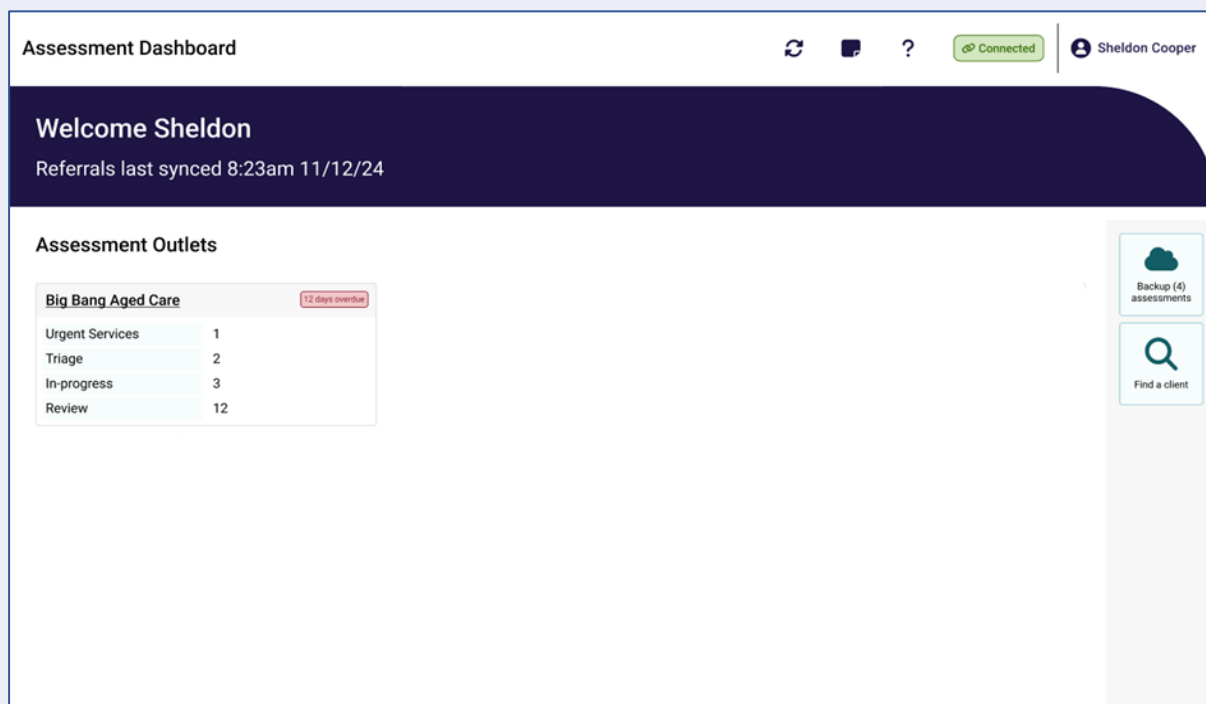 Assessment Dashboard
?
Connected
Sheldon Cooper
Welcome Sheldon
Referrals last synced 8:23am 11/12/24
Assessment Outlets
Big Bang Aged Care 12 days overdue
Urgent Services 1
Triage 2
In-progress 3
Review 12
Backup (4)
assessments
Find a client